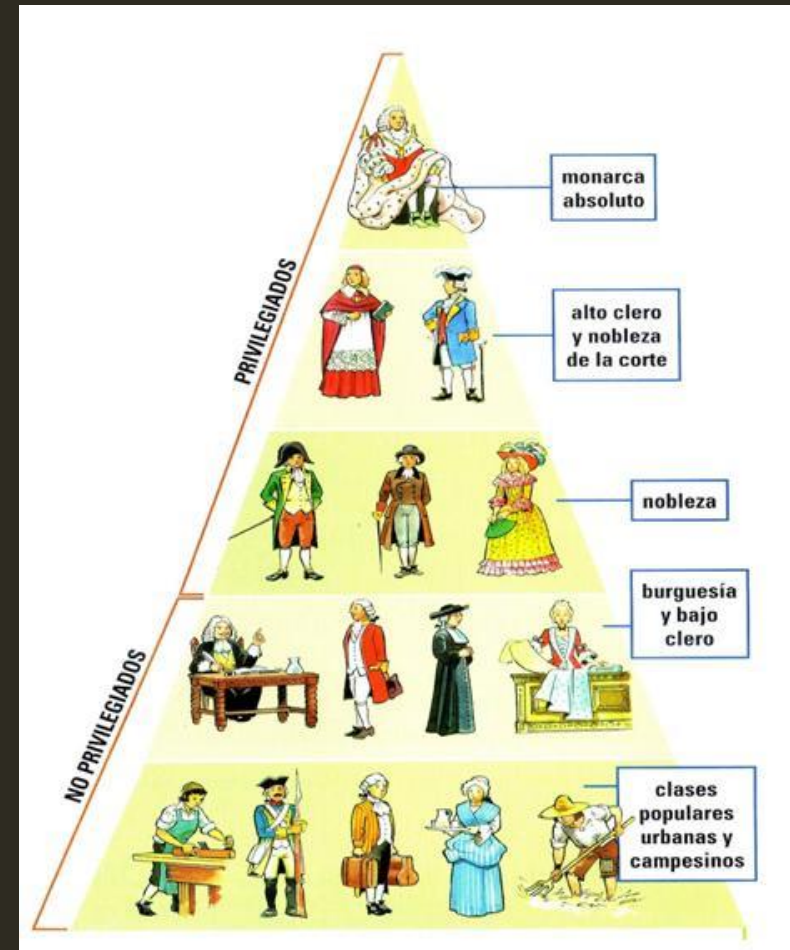 PRIVILEGIADOS
monarca
absoluto
alto clero
y nobleza
de la corte
nobleza
NO PRIVILEGIADOS
burguesía
y bajo
clero
clases
populares
urbanas y
campesinos